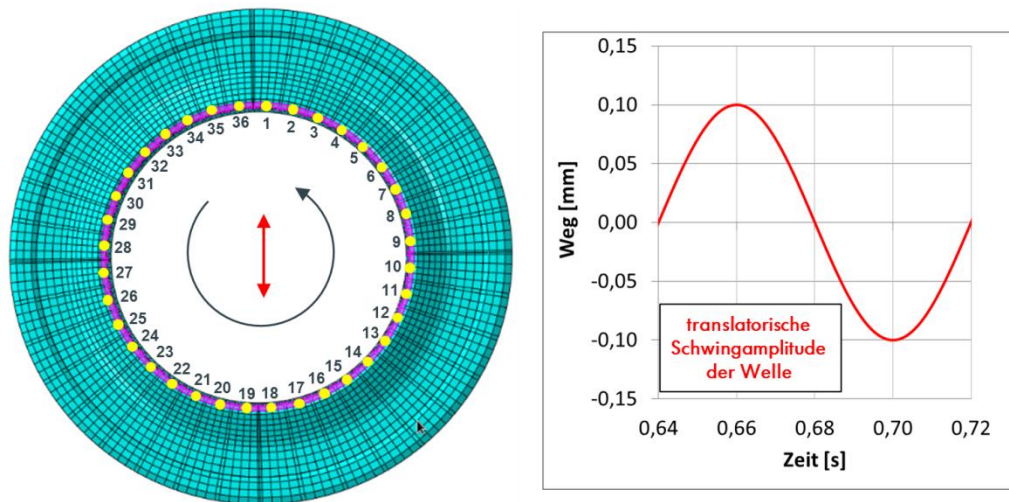 36 1 2
35 3
34 4
33 5
32 6
31 7
30 8
29 9
28 10
27 11
26 12
25 13
24 14
23 15
22 16
21 20 19 18 17
0,15
0,10
0,05
0,00
-0,05
-0,10
-0,15
Weg [mm]
translatorische
Schwingamplitude
der Welle
0,64 0,66 0,68 0,70 0,72
Zeit [s]